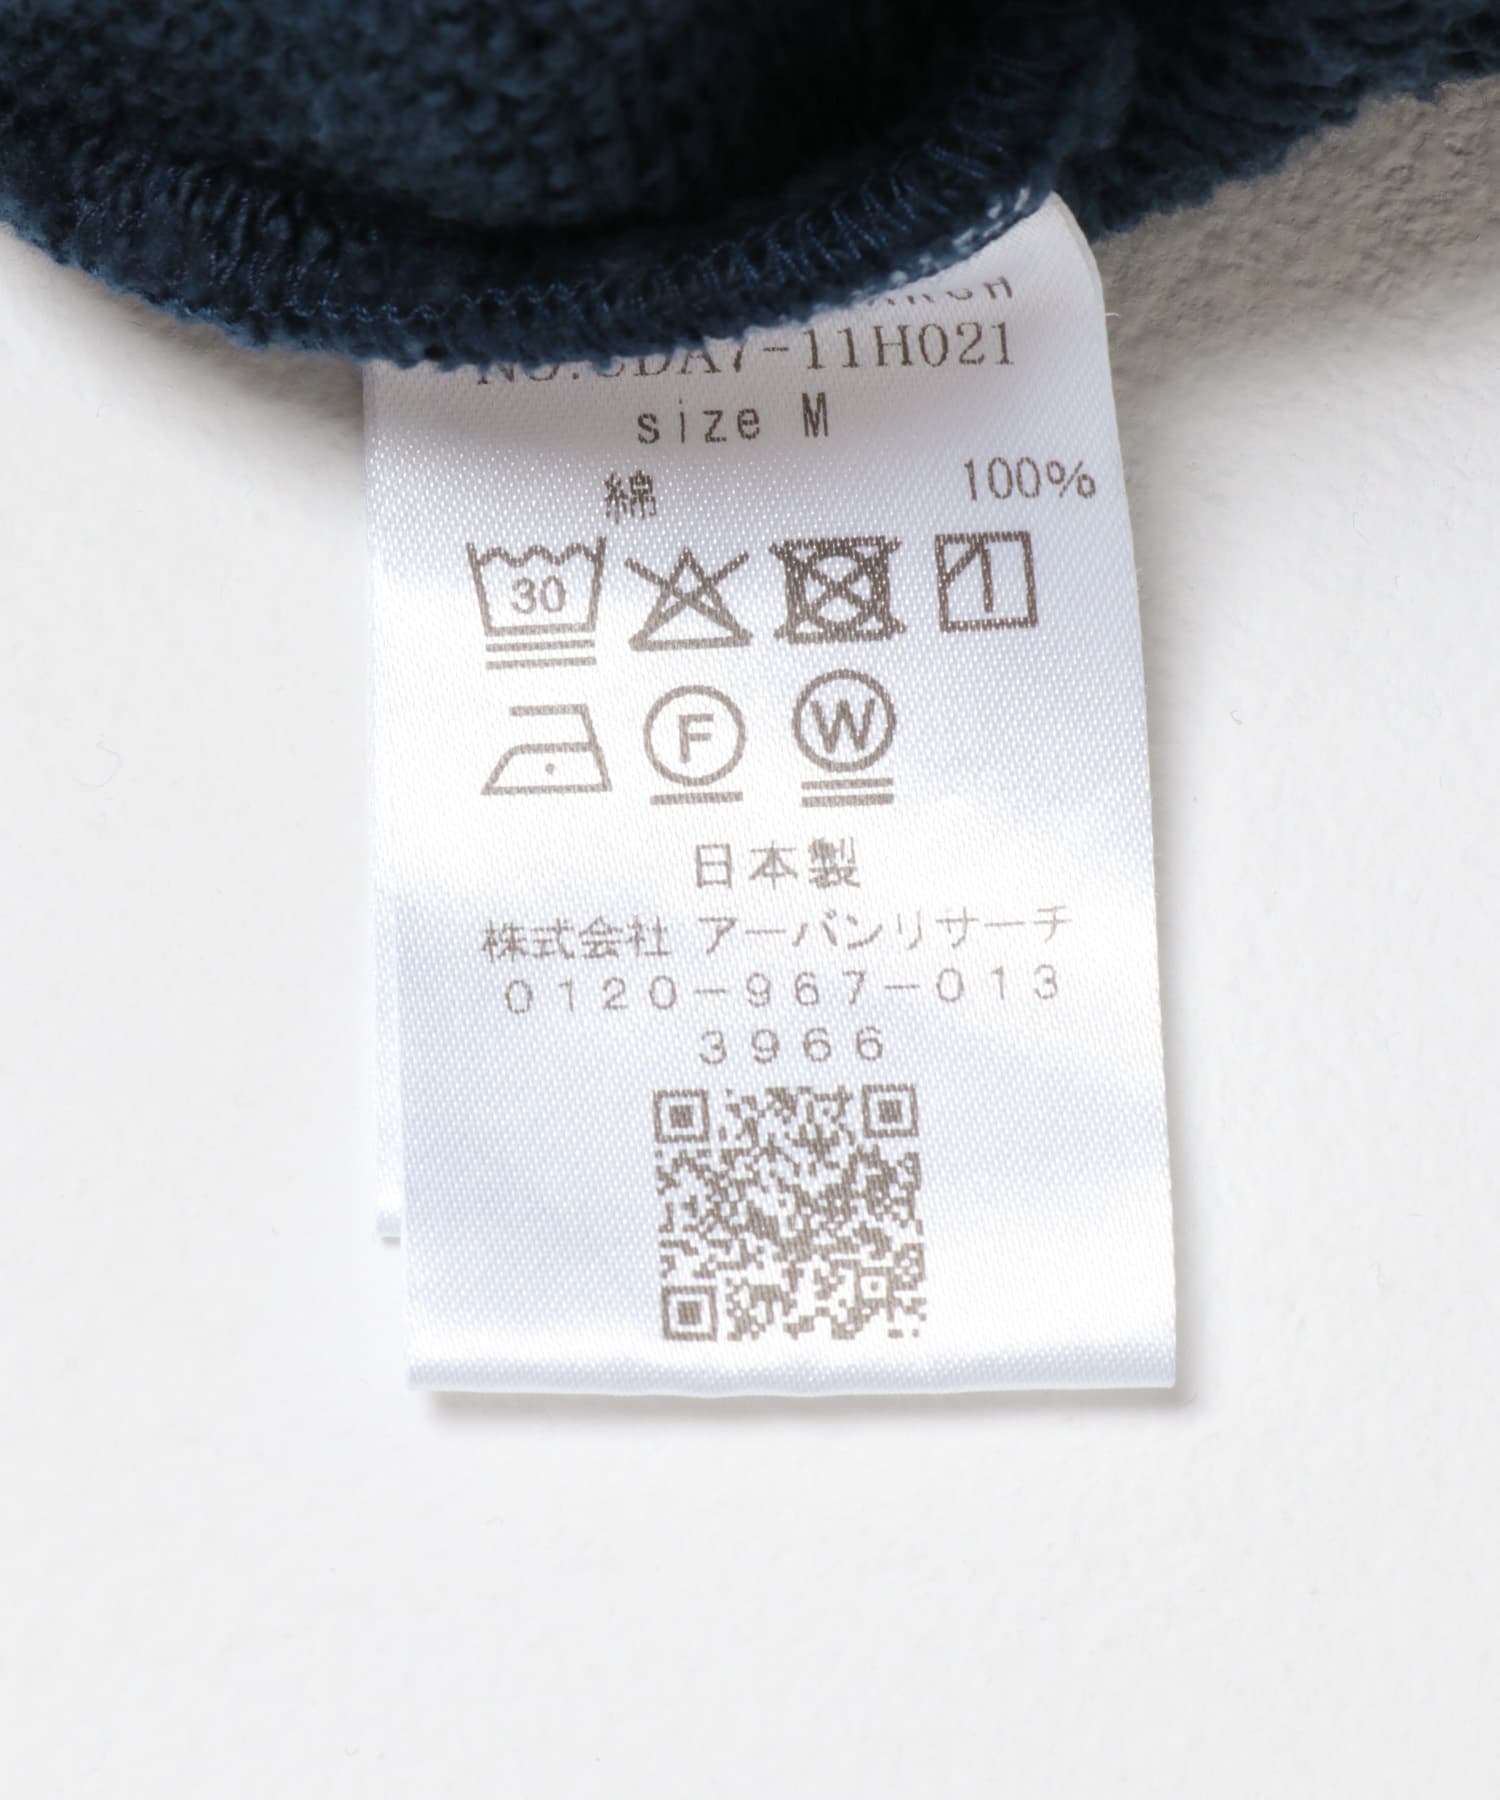 size M
綿 100%
30
F W
日本製
株式会社 アーバンリサーチ
0120-967-013
3966